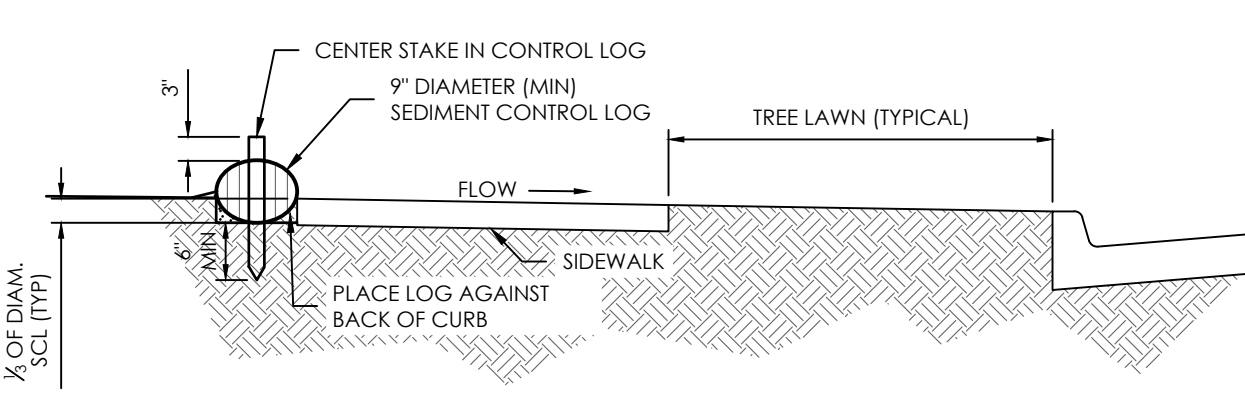 CENTER STAKE IN CONTROL LOG
9" DIAMETER (MIN)
SEDIMENT CONTROL LOG
3"
TREE LAWN (TYPICAL)
FLOW
6"
MIN
SIDEWALK
PLACE LOG AGAINST
BACK OF CURB
⅓ OF DIAM.
SCL (TYP)